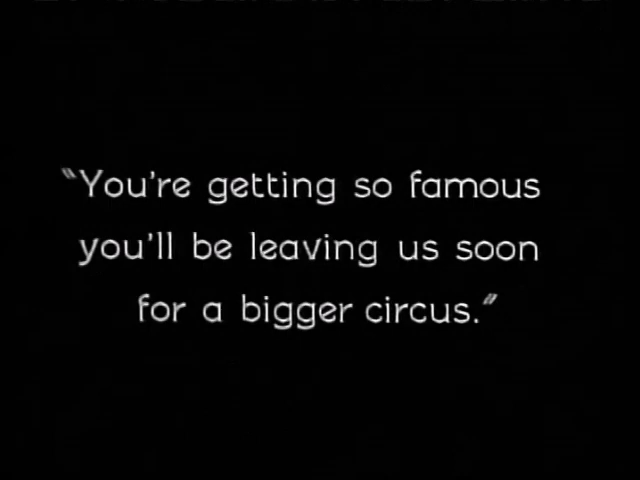 "You're getting so famous
you'll be leaving us soon
for a bigger circus."